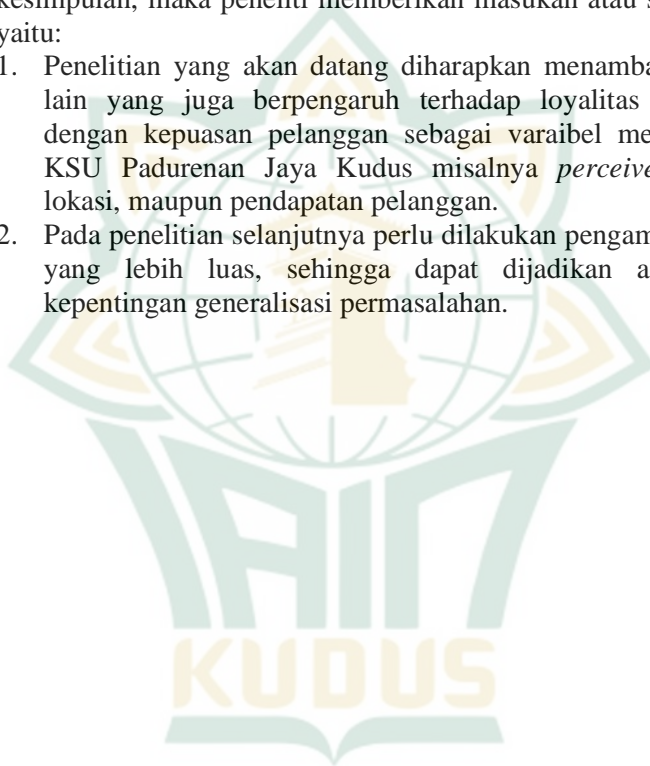 kesimpulan, maka peneliti memberikan masukan atau s
yaitu:
1. Penelitian yang akan datang diharapkan menamba
lain yang juga berpengaruh terhadap loyalitas
dengan kepuasan pelanggan sebagai varaibel me
KSU Padurenan Jaya Kudus misalnya perceive
lokasi, maupun pendapatan pelanggan.
2. Pada penelitian selanjutnya perlu dilakukan pengam
yang lebih luas, sehingga dapat dijadikan a
kepentingan generalisasi permasalahan.
IAIN
KUDUS